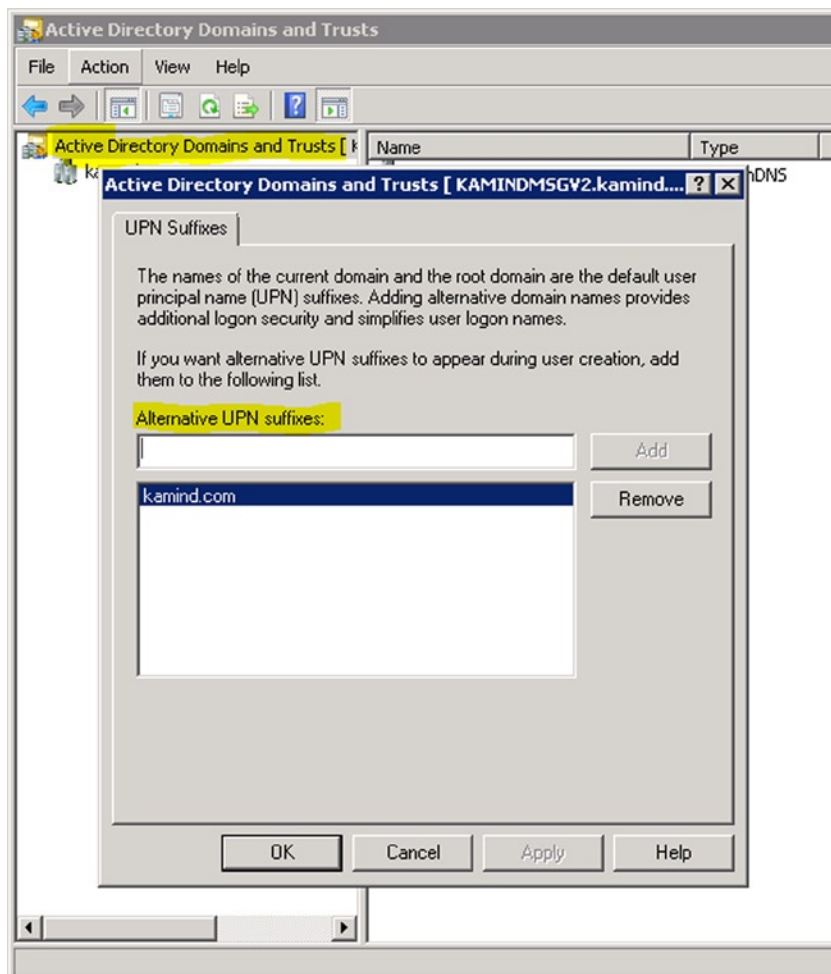 Active Directory Domains and Trusts
File Action View Help
Active Directory Domains and Trusts [
Name Type
hDNS
Active Directory Domains and Trusts [ KAMINDMSGV2.kamind....
UPN Suffixes
The names of the current domain and the root domain are the default user
principal name (UPN) suffixes. Adding alternative domain names provides
additional logon security and simplifies user logon names.
If you want alternative UPN suffixes to appear during user creation, add
them to the following list.
Alternative UPN suffixes:
Add
kamind.com
Remove
OK Cancel Apply Help